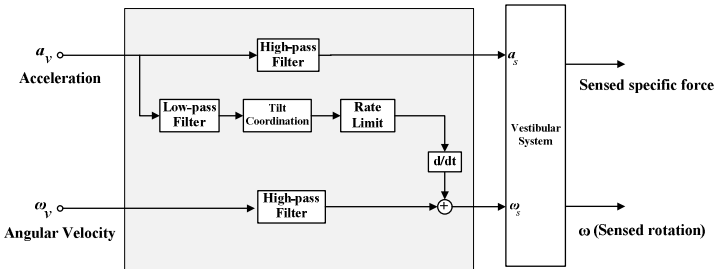 a_v
Acceleration
High-pass
Filter
a_s
Sensed specific force
Low-pass
Filter
Tilt
Coordination
Rate
Limit
Vestibular
System
d/dt
ω_v
Angular Velocity
High-pass
Filter
+
ω_s
ω (Sensed rotation)